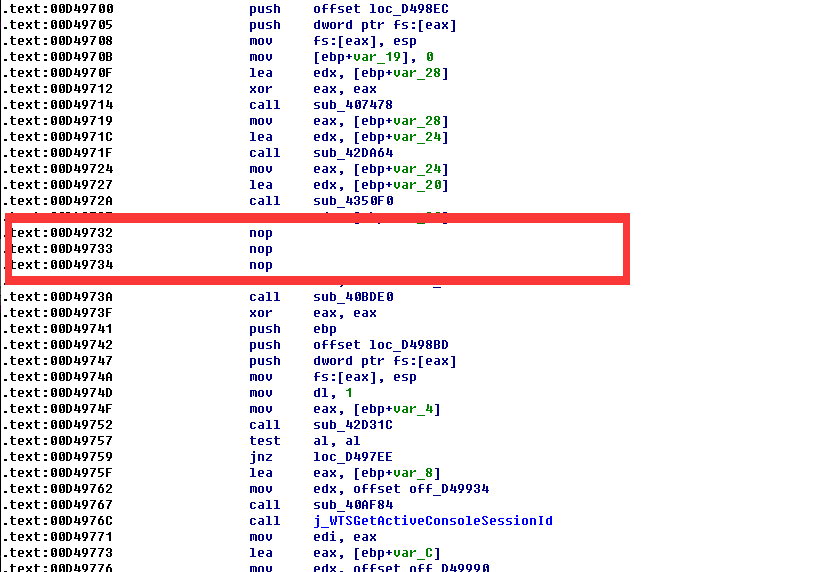 .text:00D49700 push offset loc_D498EC
.text:00D49705 push dword ptr fs:[eax]
.text:00D49708 mov fs:[eax], esp
.text:00D4970B mov [ebp+var_19], 0
.text:00D4970F lea edx, [ebp+var_28]
.text:00D49712 xor eax, eax
.text:00D49714 call sub_407478
.text:00D49719 mov eax, [ebp+var_28]
.text:00D4971C lea edx, [ebp+var_24]
.text:00D4971F call sub_42DA64
.text:00D49724 mov eax, [ebp+var_24]
.text:00D49727 lea edx, [ebp+var_20]
.text:00D4972A call sub_4350F0
.text:00D49732 nop
.text:00D49733 nop
.text:00D49734 nop
.text:00D4973A call sub_40BDE0
.text:00D4973F xor eax, eax
.text:00D49741 push ebp
.text:00D49742 push offset loc_D498BD
.text:00D49747 push dword ptr fs:[eax]
.text:00D4974A mov fs:[eax], esp
.text:00D4974D mov dl, 1
.text:00D4974F mov eax, [ebp+var_4]
.text:00D49752 call sub_42D31C
.text:00D49757 test al, al
.text:00D49759 jnz loc_D497EE
.text:00D4975F lea eax, [ebp+var_8]
.text:00D49762 mov edx, offset off_D49934
.text:00D49767 call sub_40AF84
.text:00D4976C call j_WTSGetActiveConsoleSessionId
.text:00D49771 mov edi, eax
.text:00D49773 lea eax, [ebp+var_C]
.text:00D49776 mov edx, offset off_D49990